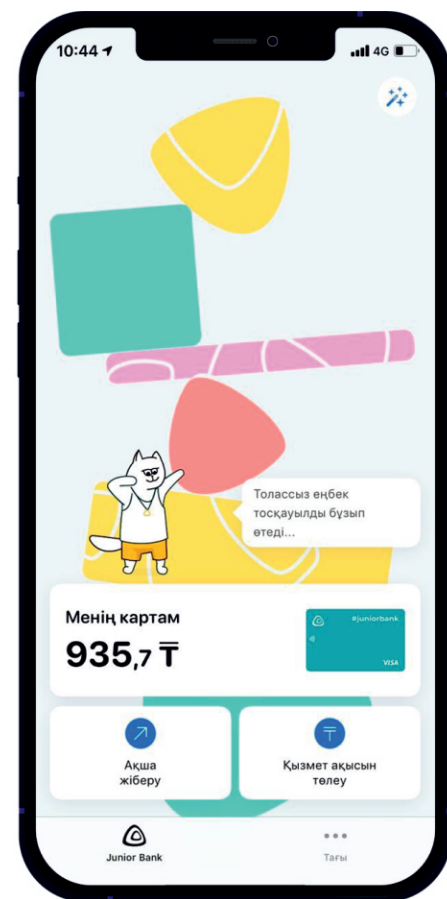 10:44
4G
Толассыз еңбек
тосқауылды бұзып
өтеді...
Менің картам
935,7 ₸
#juniorbank
VISA
Ақша
жіберу
₸
Қызмет ақысын
төлеу
Junior Bank
Тағы